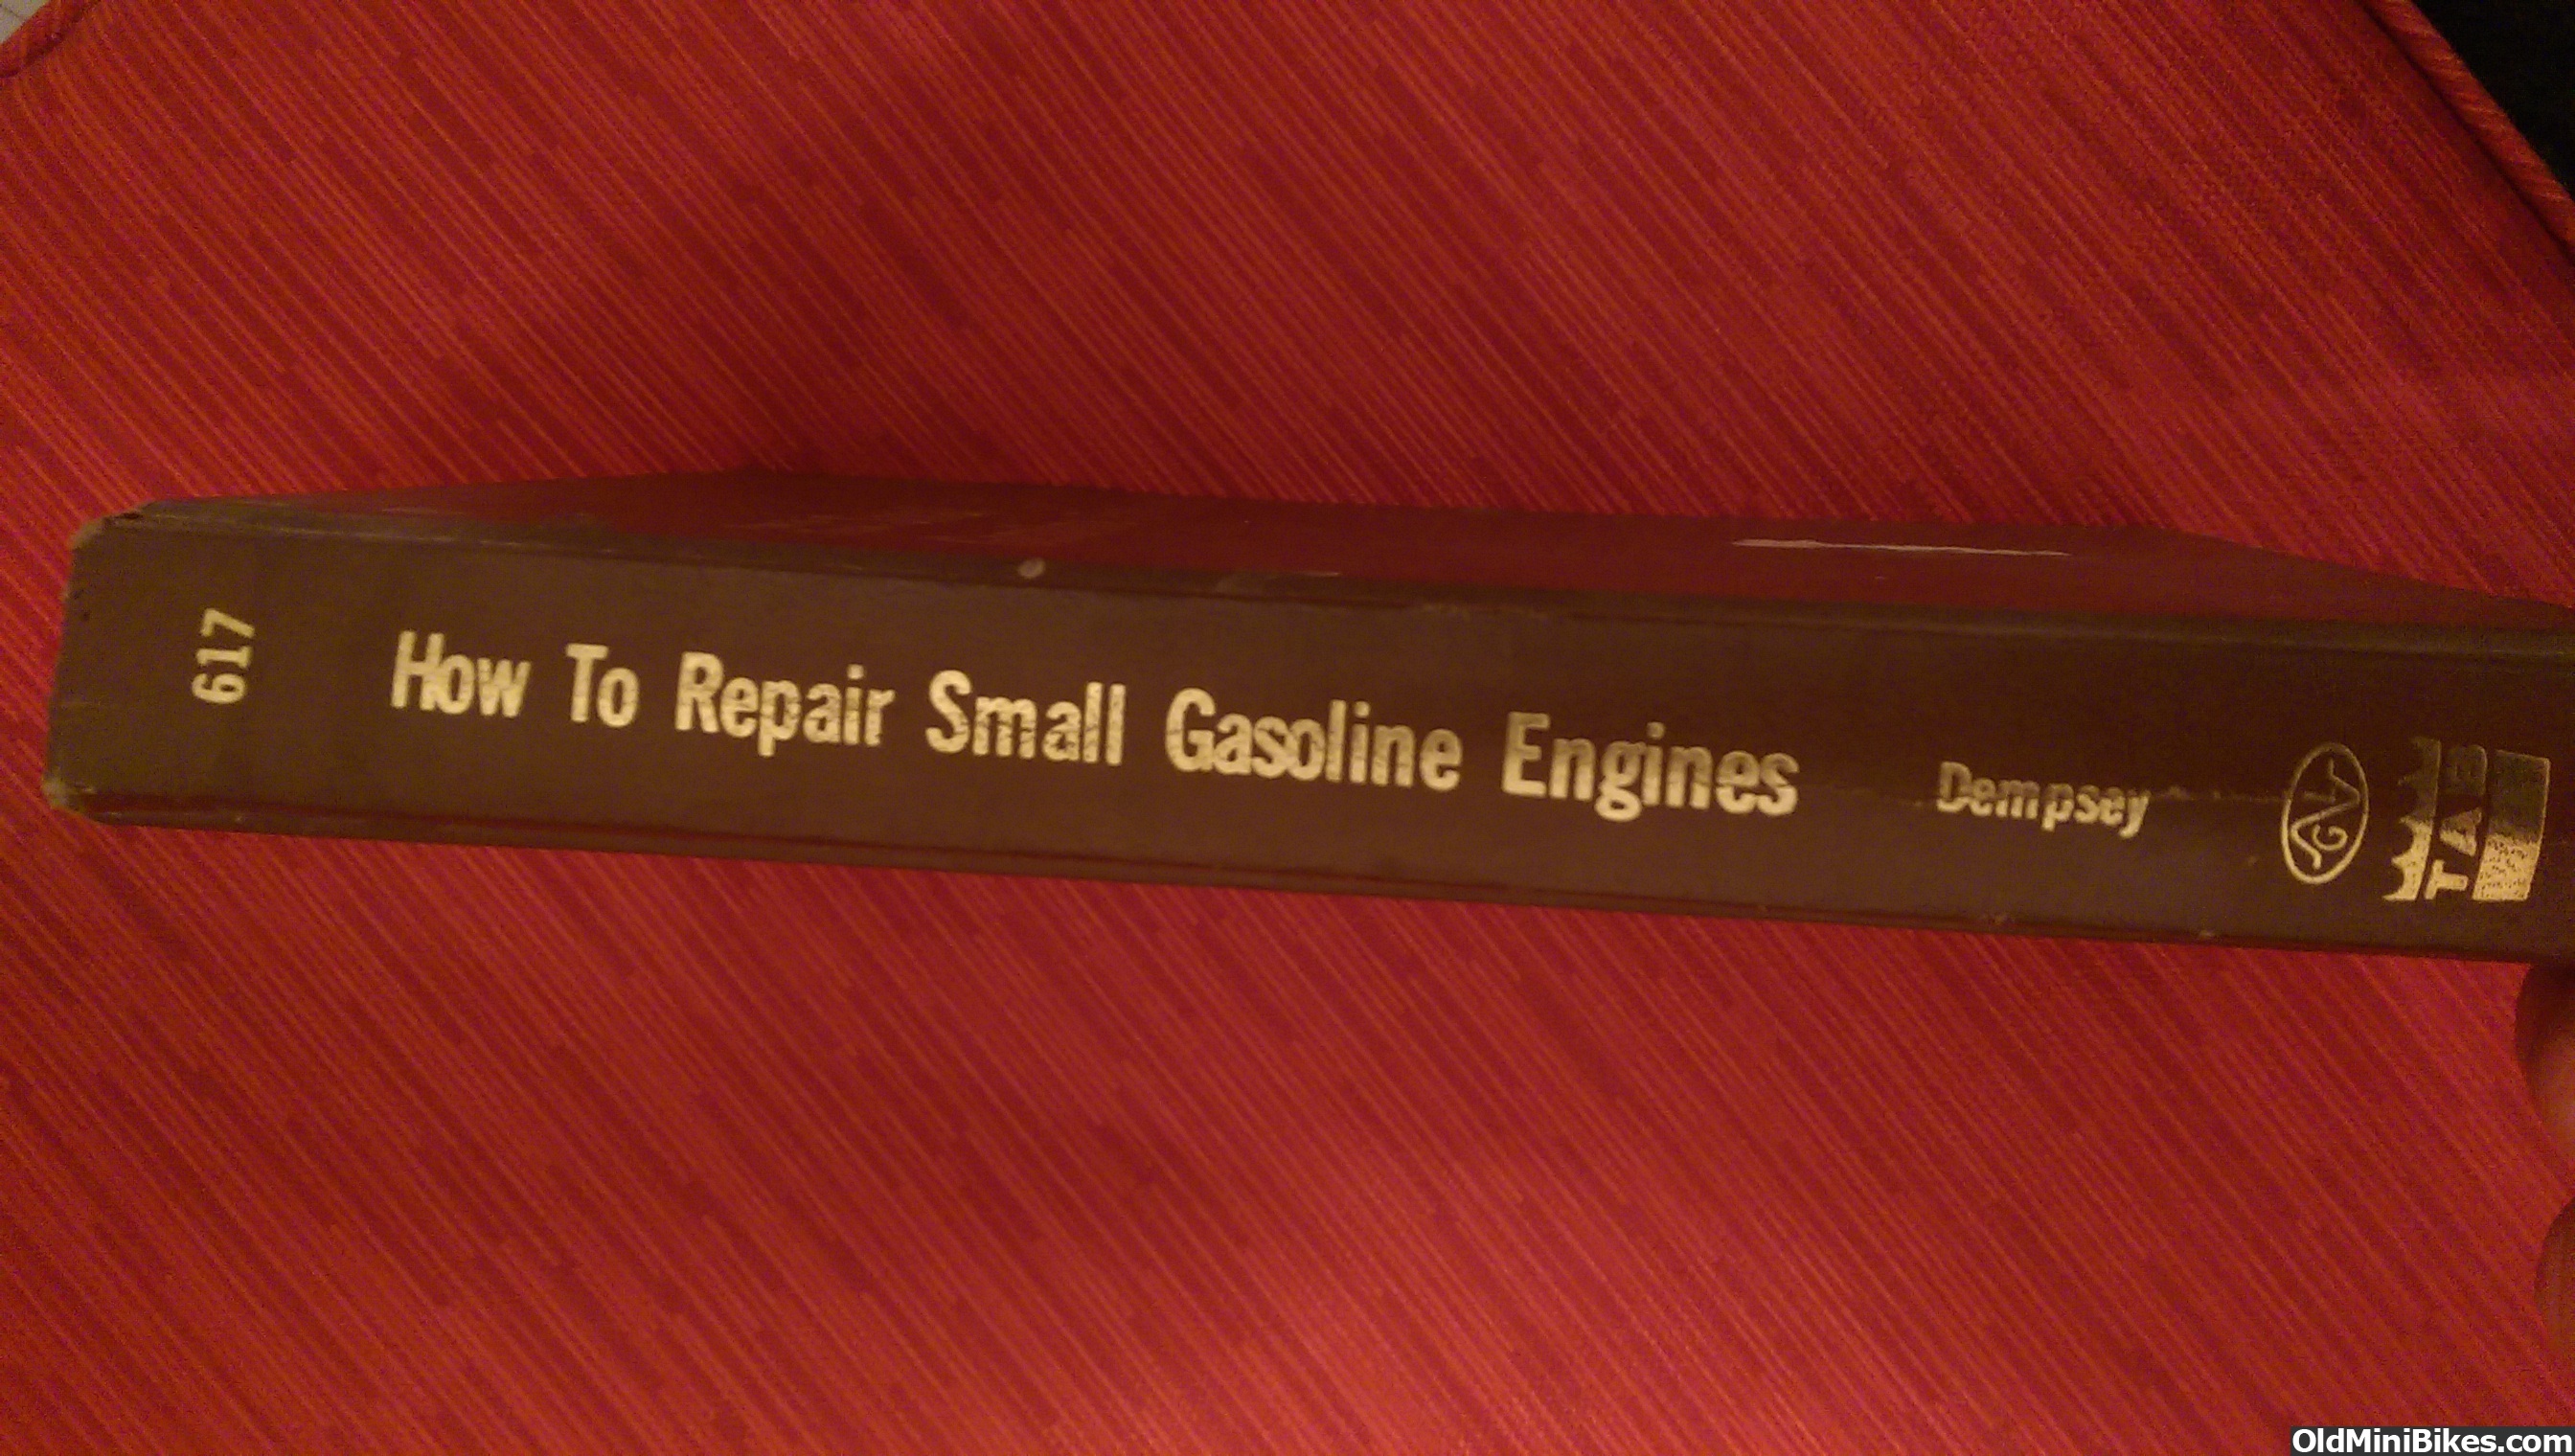 617
How To Repair Small Gasoline Engines
Dempsey
TAB
OldMiniBikes.com